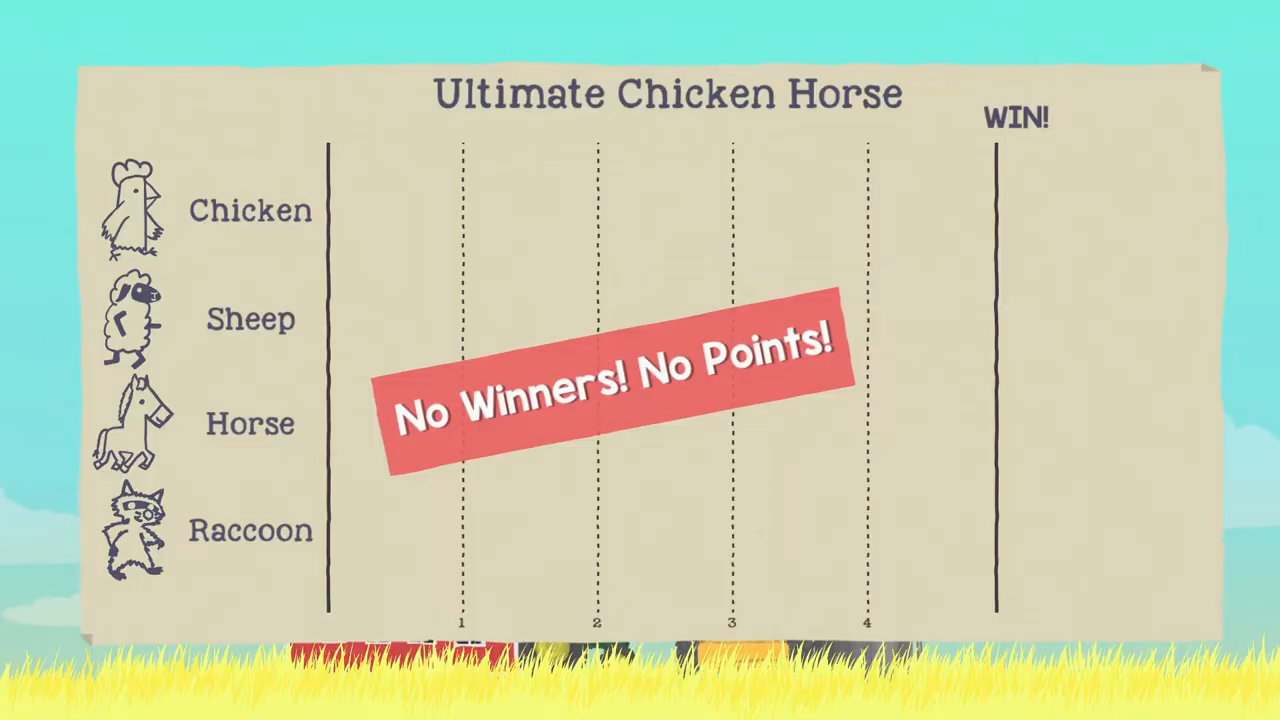 Ultimate Chicken Horse
WIN!
Chicken
Sheep
Horse
Raccoon
No Winners! No Points!
1 2 3 4